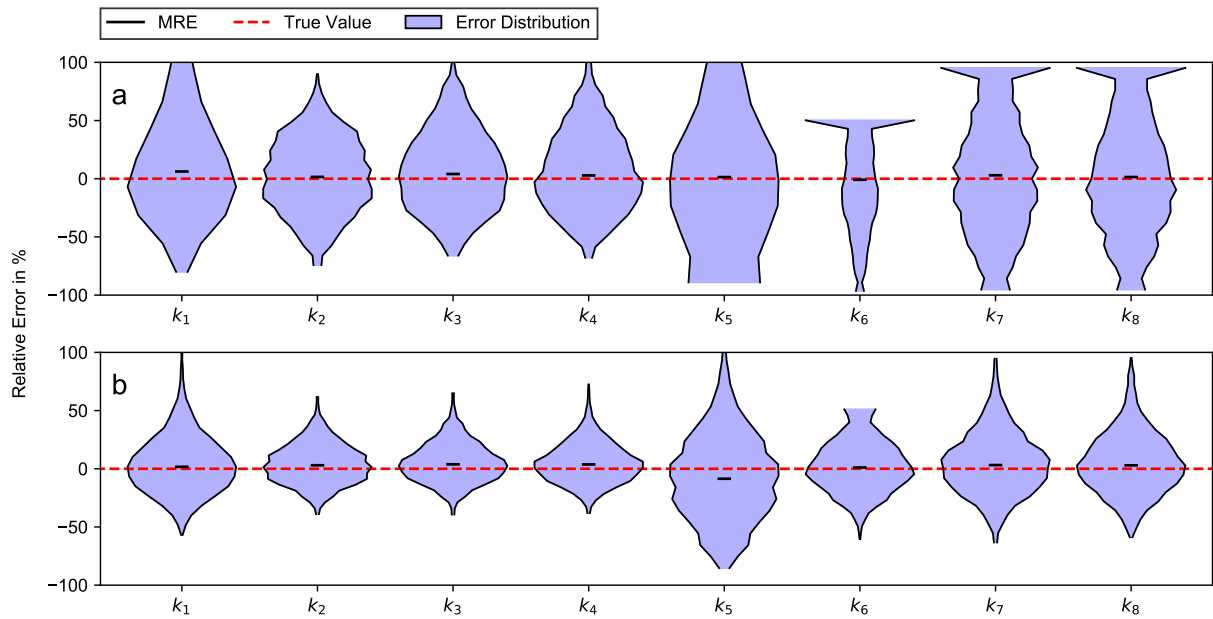 MRE True Value Error Distribution
Relative Error in %
a
100
50
0
−50
−100
k1 k2 k3 k4 k5 k6 k7 k8
b
100
50
0
−50
−100
k1 k2 k3 k4 k5 k6 k7 k8